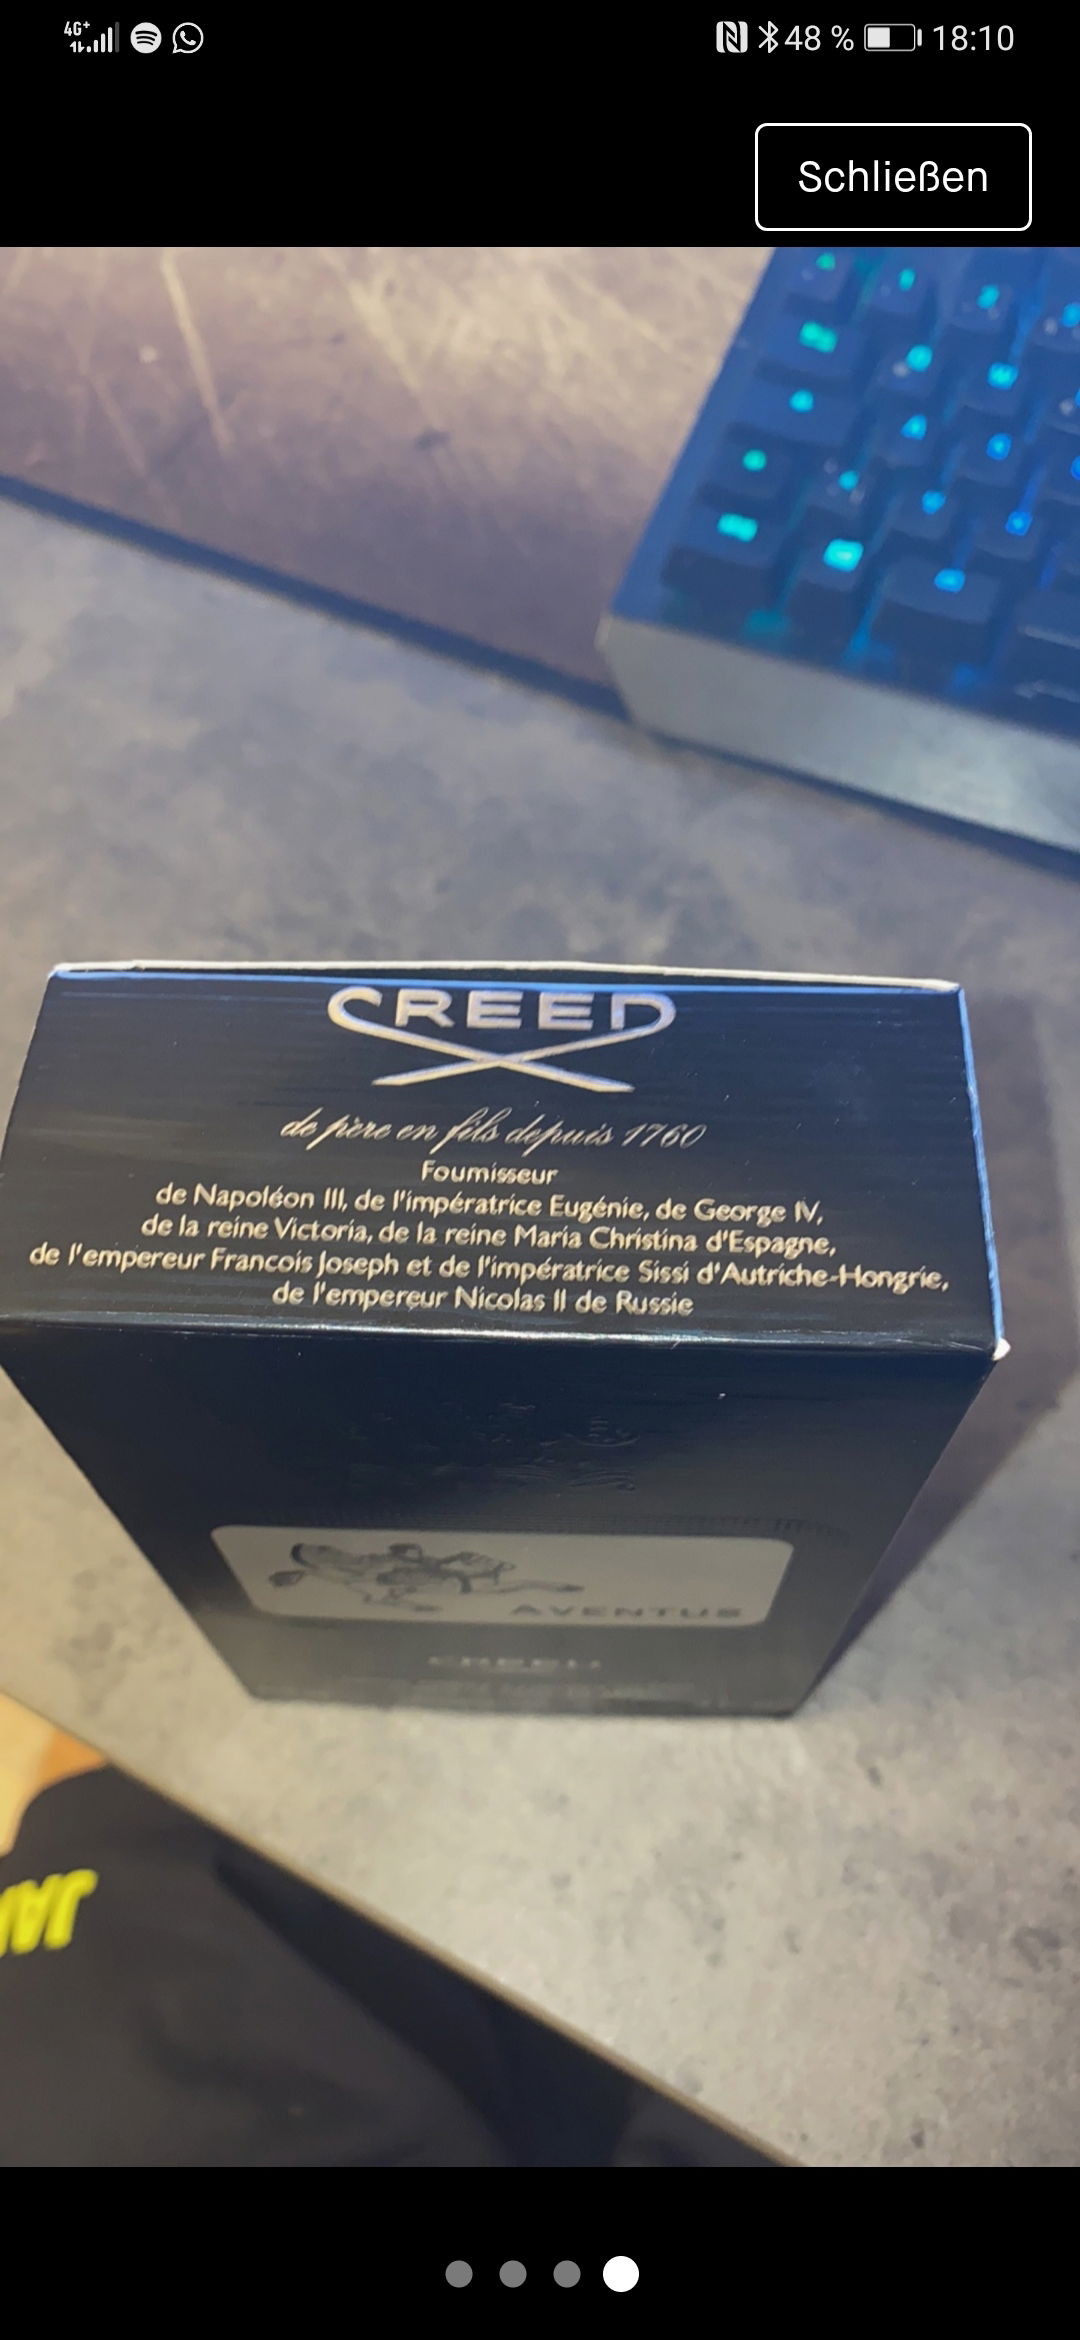 4G+
48 %
18:10
Schließen
CREED
de père en fils depuis 1760
Foumisseur
de Napoléon III, de l'impératrice Eugénie, de George IV,
de la reine Victoria, de la reine Maria Christina d'Espagne,
de l'empereur Francois Joseph et de l'impératrice Sissi d'Autriche-Hongrie,
de l'empereur Nicolas II de Russie
AVENTUS
CREED